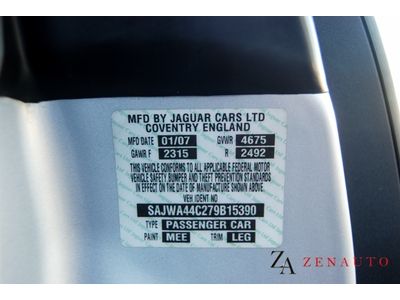 MFD BY JAGUAR CARS LTD
COVENTRY ENGLAND
MFD DATE 01/07 GVWR 4675
GAWR F 2315 R 2492
THIS VEHICLE CONFORMS TO ALL APPLICABLE FEDERAL MOTOR
VEHICLE SAFETY, BUMPER AND THEFT PREVENTION STANDARDS
IN EFFECT ON THE DATE OF MANUFACTURE SHOWN ABOVE.
VEH IDENT NO
SAJWA44C279B15390
TYPE PASSENGER CAR
PAINT MEE TRIM LEG
ZA ZENAUTO